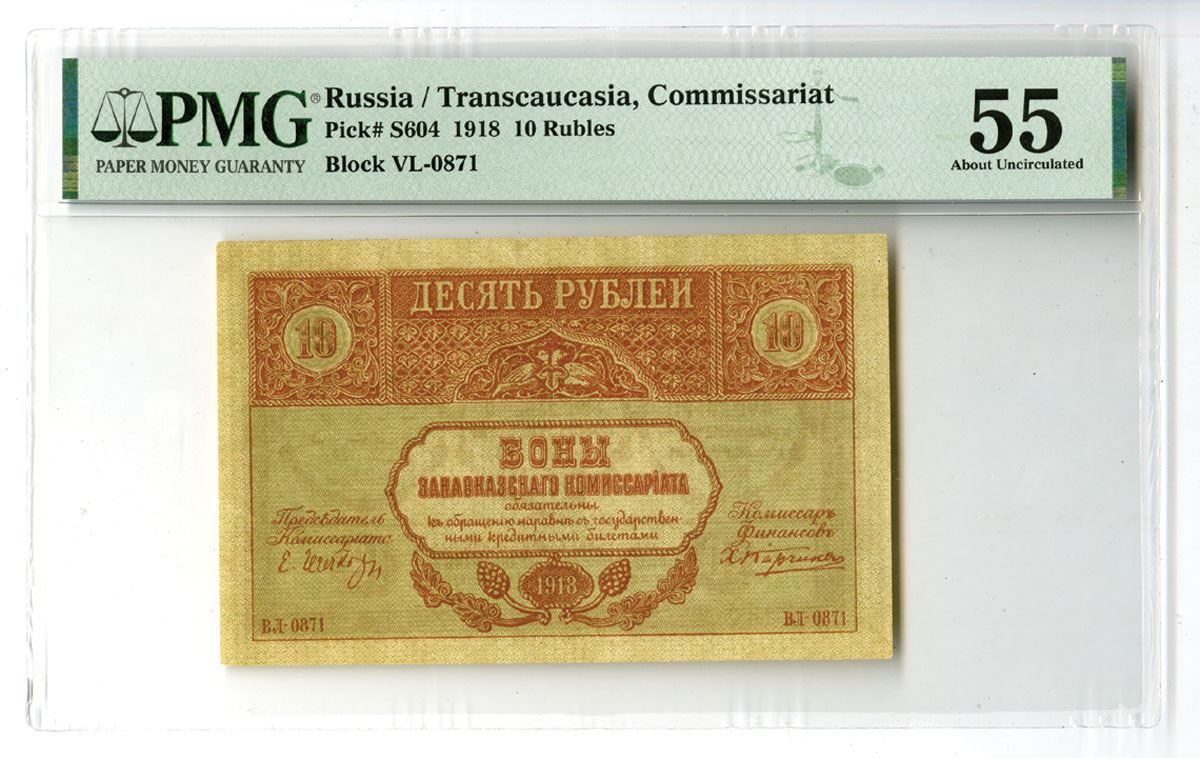 PMG® Russia / Transcaucasia, Commissariat
Pick# S604 1918 10 Rubles
PAPER MONEY GUARANTY
Block VL-0871
55
About Uncirculated
ДЕСЯТЬ РУБЛЕЙ
10 10
БОНЫ
ЗАКАВКАЗСКАГО КОМИССАРІАТА
обязательны
къ обращенію наравнѣ съ государствен-
ными кредитными билетами
Предсѣдатель
Комиссариата
Комиссаръ
Финансовъ
1918
ВЛ-0871 ВЛ-0871